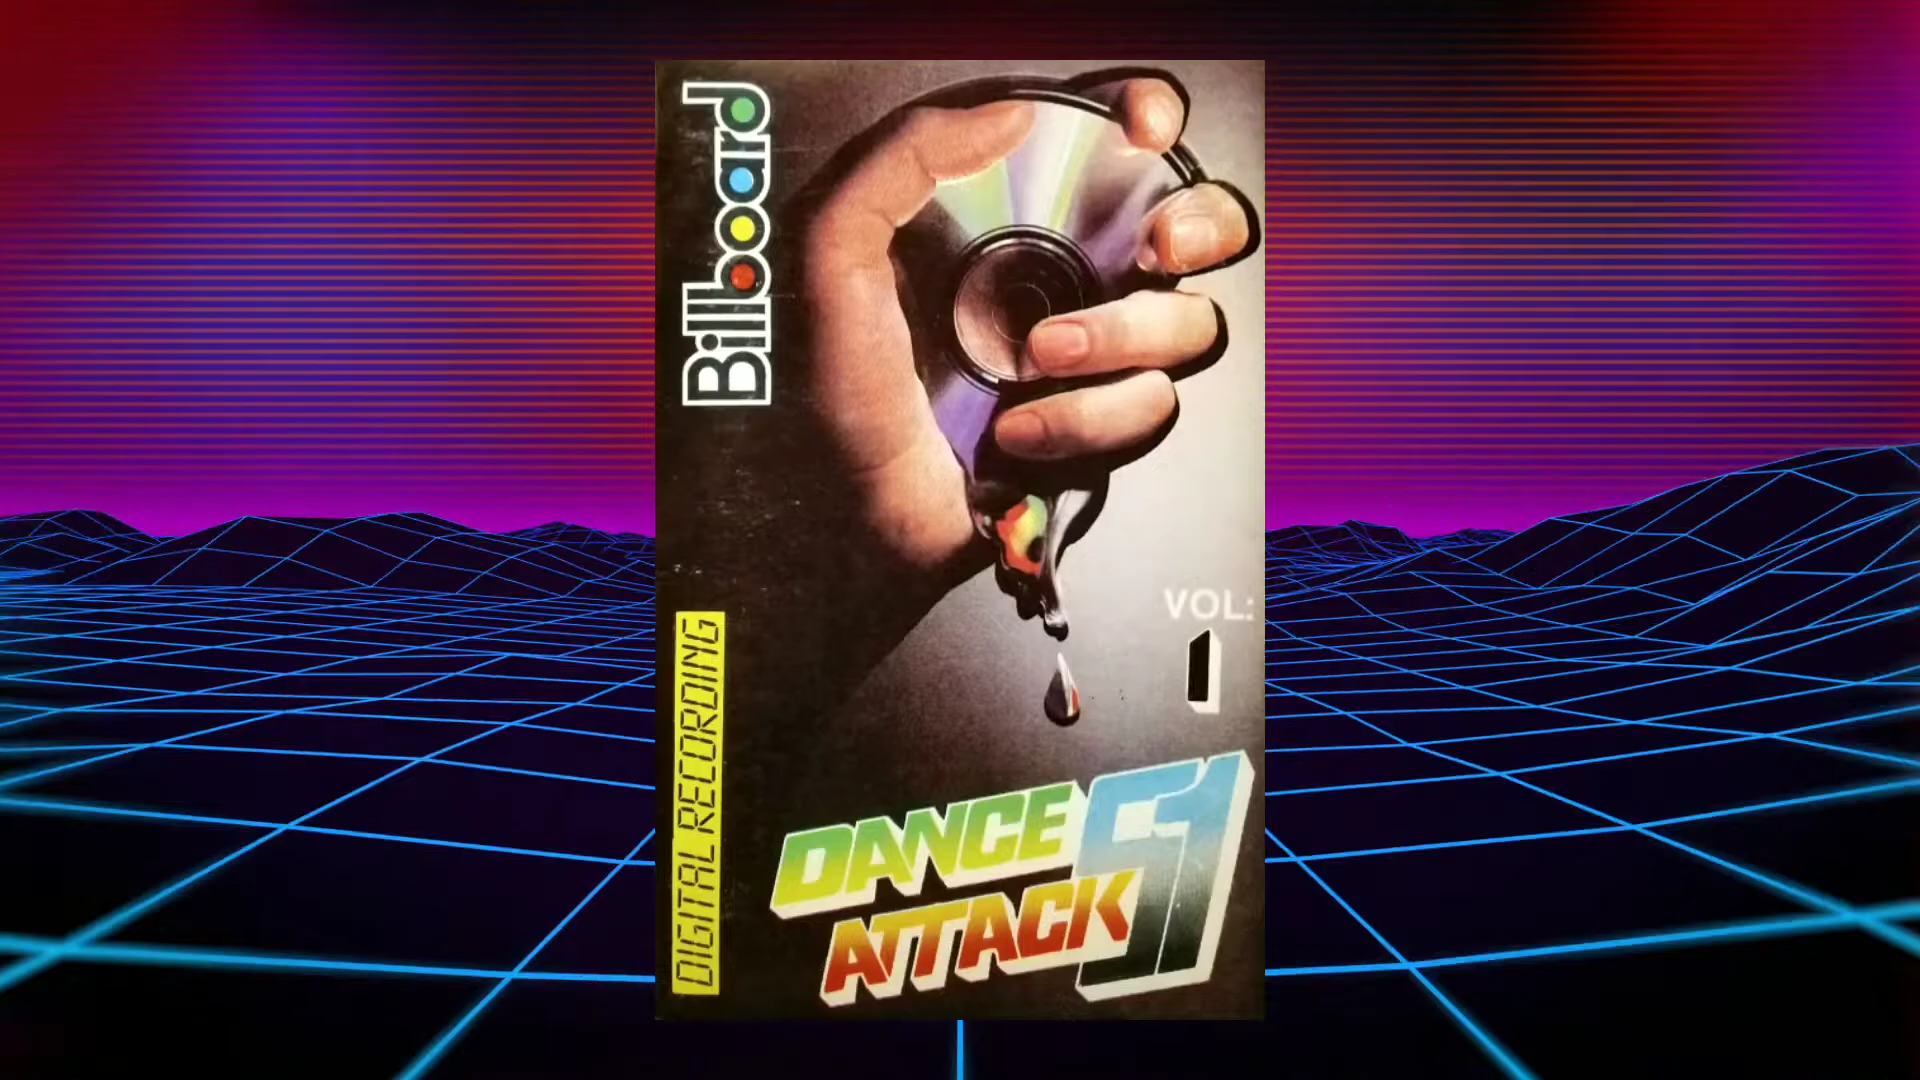 Billboard
DIGITAL RECORDING
VOL:
1
DANCE
ATTACK
51